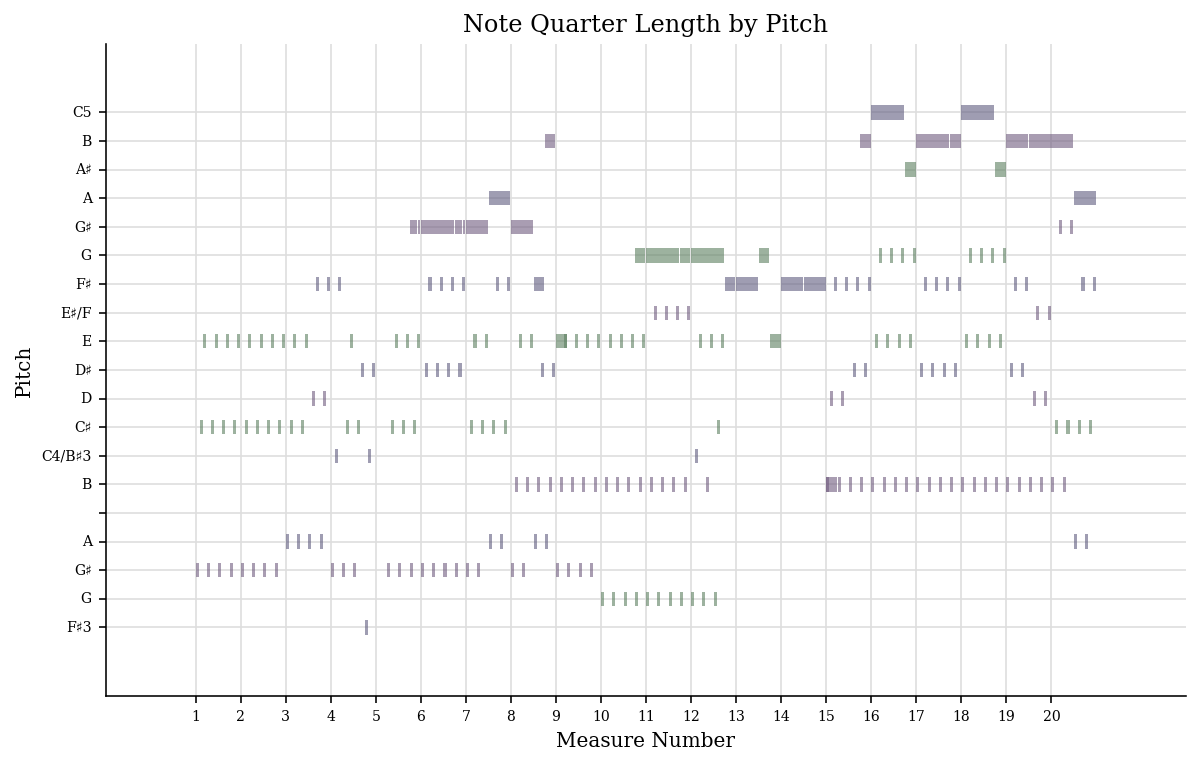 Note Quarter Length by Pitch
C5
B
A♯
A
G♯
G
F♯
E♯/F
E
D♯
D
C♯
C4/B♯3
B
A
G♯
G
F♯3
Pitch
1 2 3 4 5 6 7 8 9 10 11 12 13 14 15 16 17 18 19 20
Measure Number